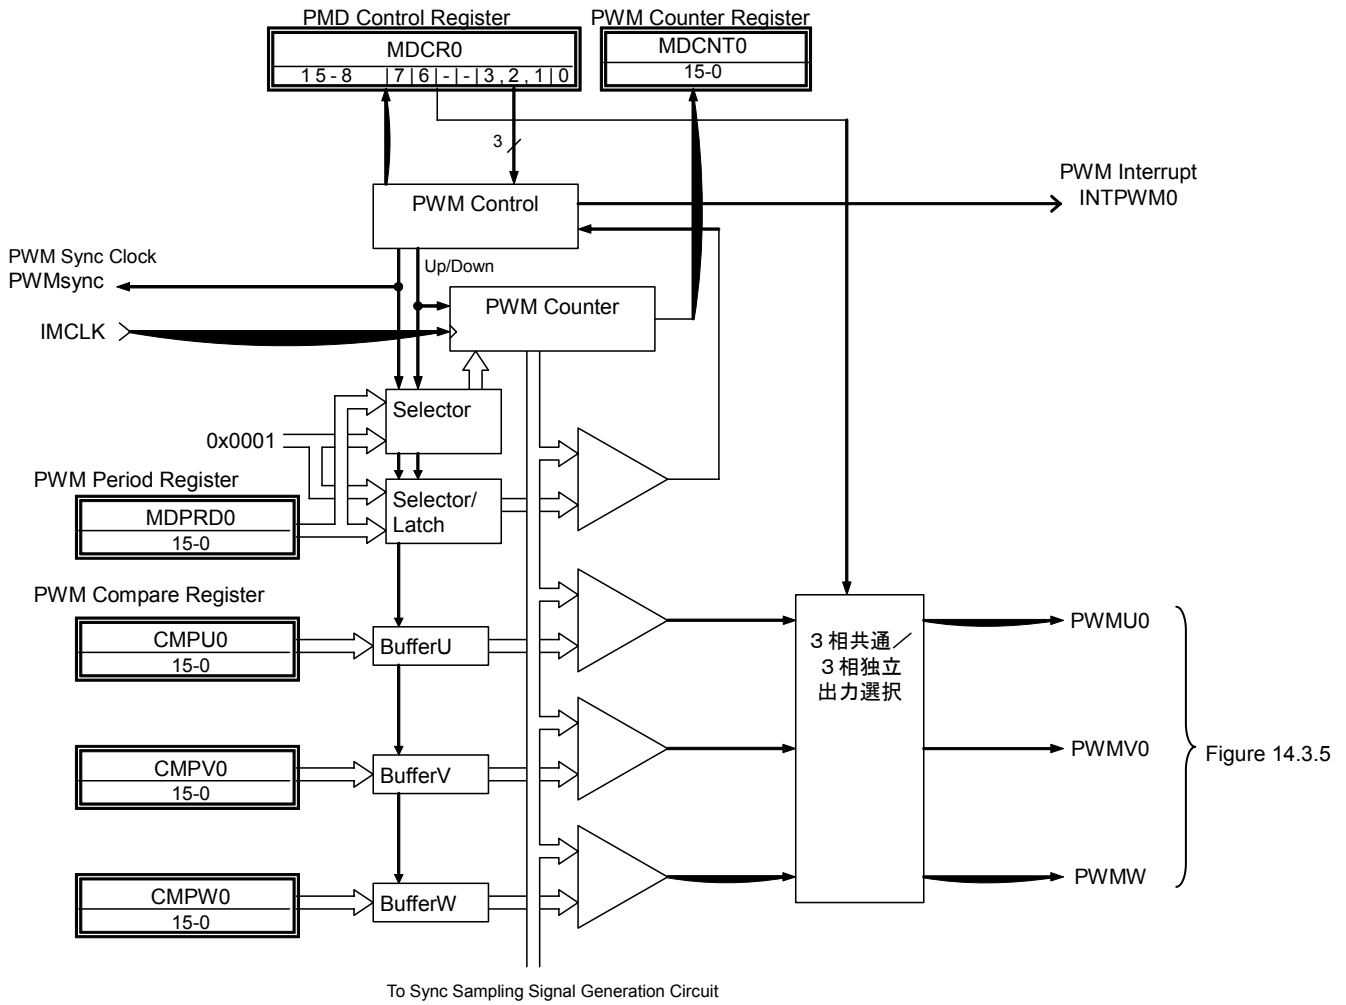 PMD Control Register
PWM Counter Register
MDCR0
15-8 |7|6|-|-|3,2,1|0
MDCNT0
15-0
3
PWM Interrupt
INTPWM0
PWM Control
PWM Sync Clock
PWMsync
Up/Down
PWM Counter
IMCLK
Selector
0x0001
PWM Period Register
MDPRD0
15-0
Selector/
Latch
PWM Compare Register
CMPU0
15-0
BufferU
3相共通/
3相独立
出力選択
PWMU0
CMPV0
15-0
BufferV
PWMV0
Figure 14.3.5
CMPW0
15-0
BufferW
PWMW
To Sync Sampling Signal Generation Circuit